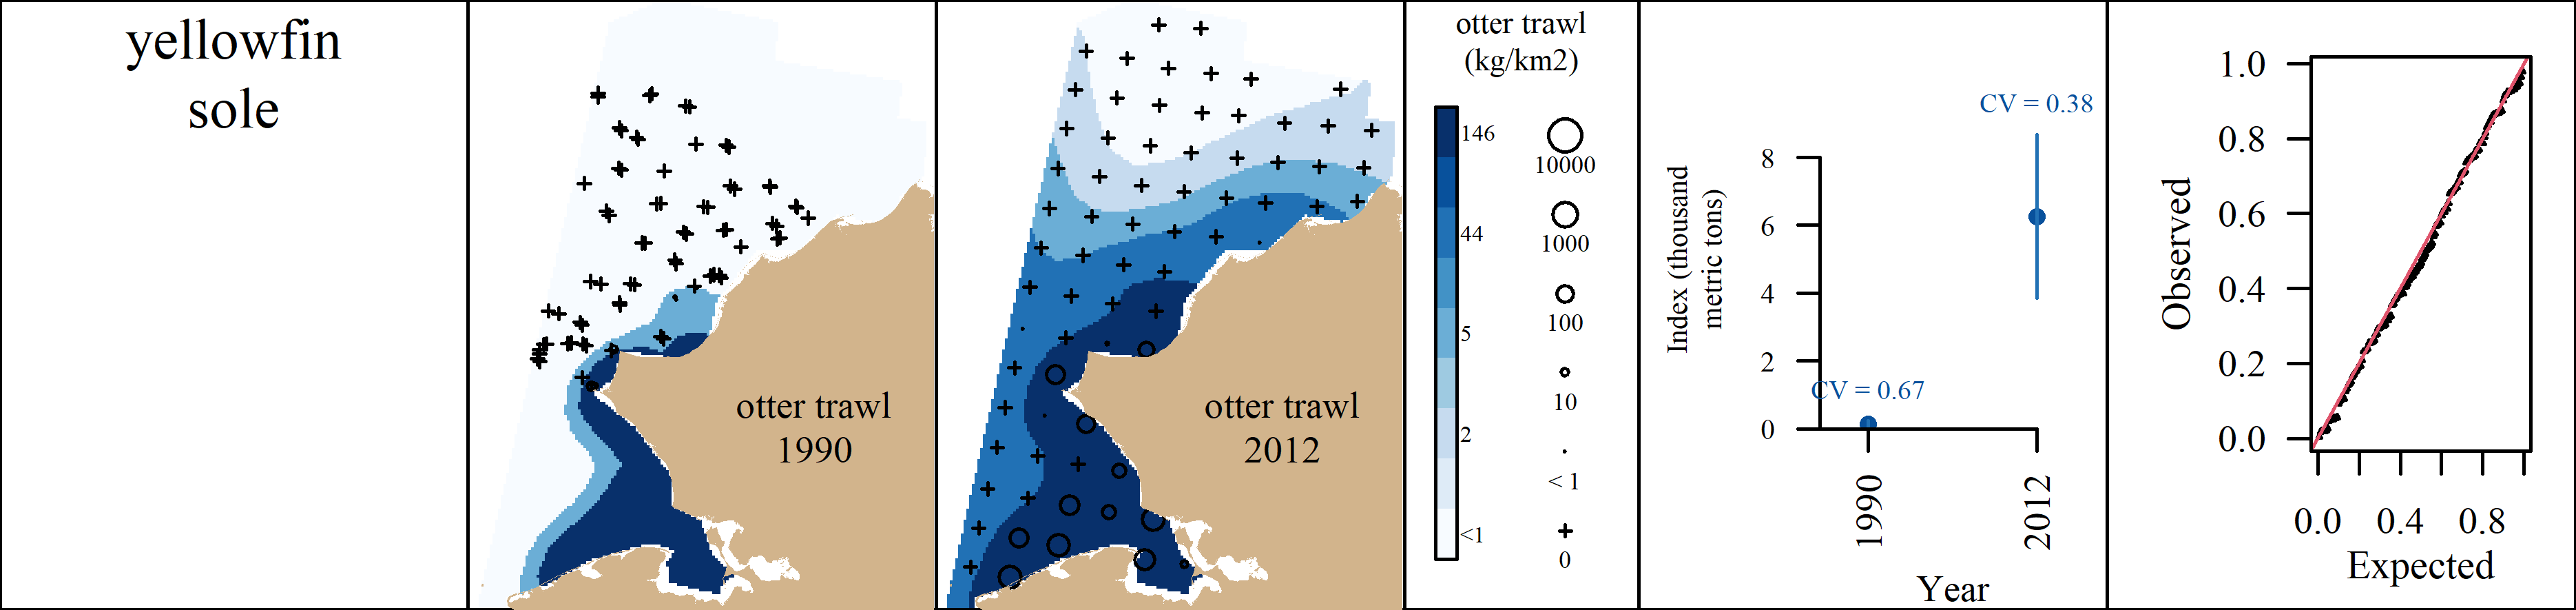 yellowfin
sole
otter trawl
1990
otter trawl
2012
otter trawl
(kg/km2)
146
44
5
2
<1
10000
1000
100
10
< 1
0
Index (thousand
metric tons)
8
6
4
2
0
CV = 0.67
CV = 0.38
1990
2012
Year
Observed
1.0
0.8
0.6
0.4
0.2
0.0
0.0 0.4 0.8
Expected